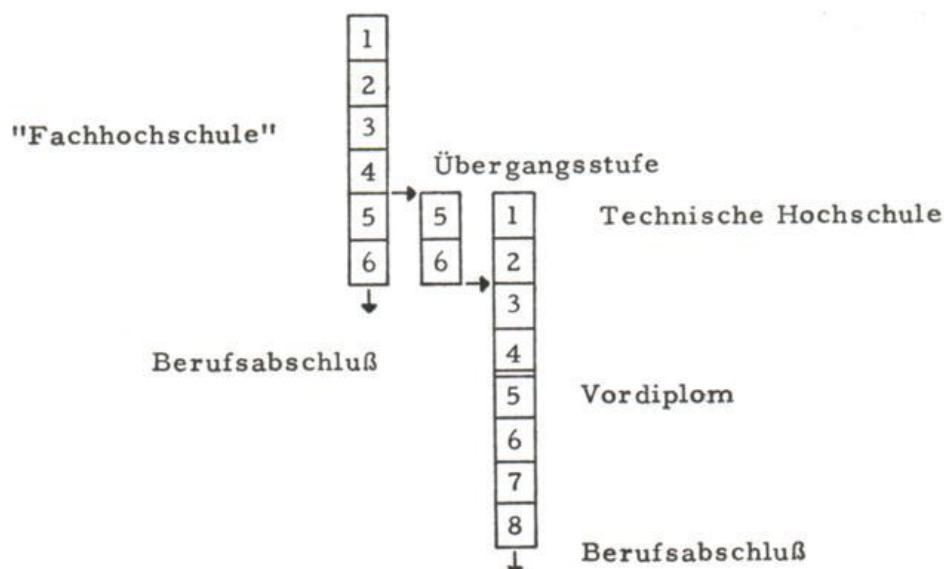 1
2
"Fachhochschule"
3
4
Übergangsstufe
5
6
5
6
1
Technische Hochschule
2
3
4
5
Vordiplom
6
7
8
Berufsabschluß
Berufsabschluß